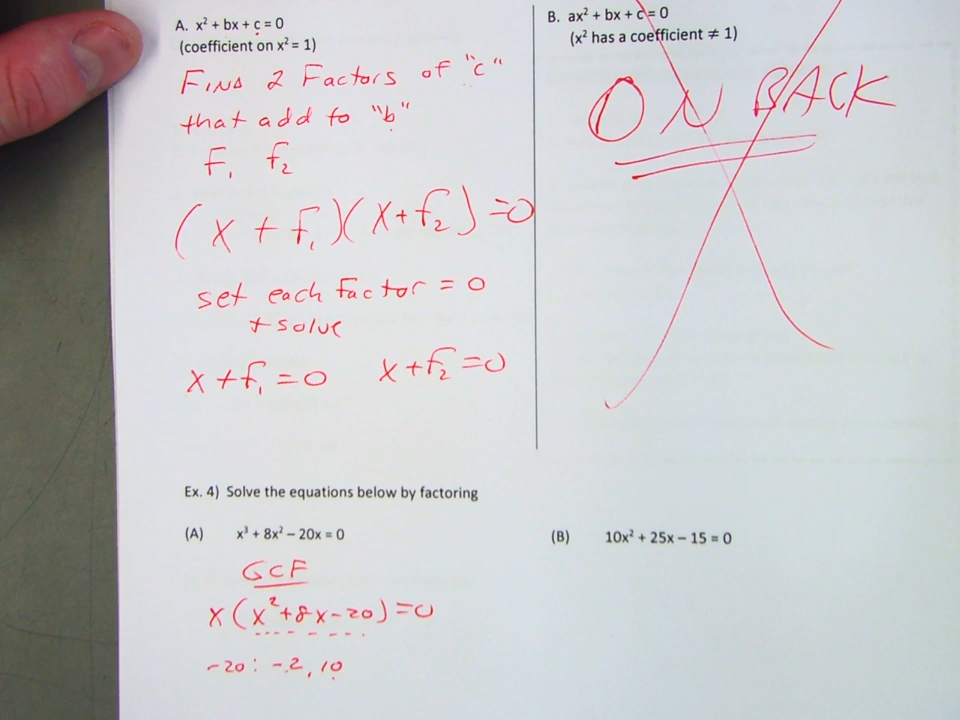 A. x² + bx + c = 0
(coefficient on x² = 1)
FIND 2 Factors of "c"
that add to "b"
F₁ f₂
(x + f₁)(x + f₂) = 0
set each factor = 0
+ solve
x + f₁ = 0 x + f₂ = 0
B. ax² + bx + c = 0
(x² has a coefficient ≠ 1)
ON BACK
Ex. 4) Solve the equations below by factoring
(A) x³ + 8x² – 20x = 0
GCF
x(x² + 8x – 20) = 0
-20 : -2, 10
(B) 10x² + 25x – 15 = 0